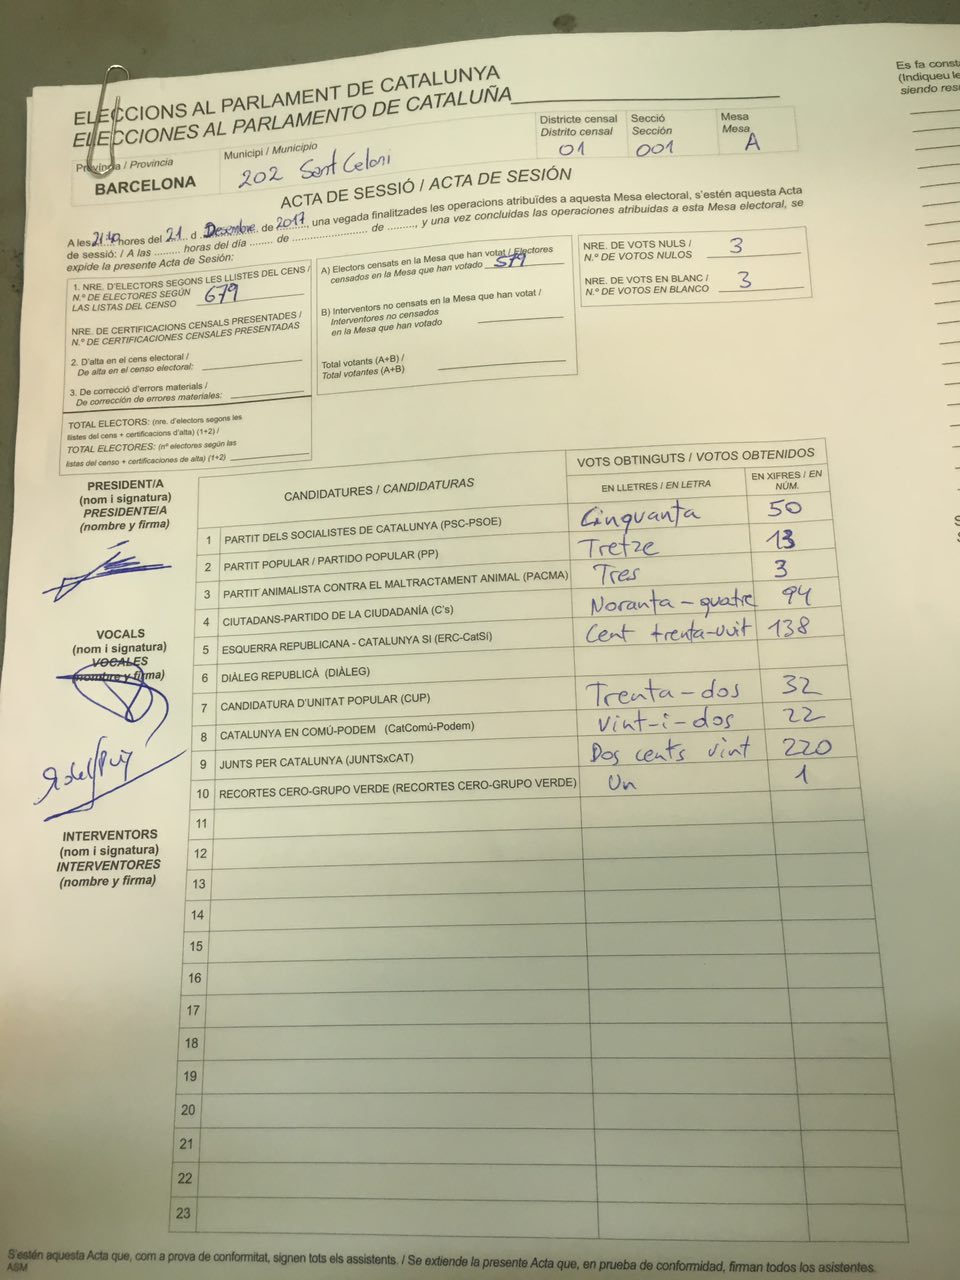 ELECCIONS AL PARLAMENT DE CATALUNYA
ELECCIONES AL PARLAMENTO DE CATALUÑA
Província / Provincia
BARCELONA
Municipi / Municipio
202 Sant Celoni
Districte censal
Distrito censal
01
Secció
Sección
001
Mesa
Mesa
A
ACTA DE SESSIÓ / ACTA DE SESIÓN
A les 21:40 hores del 21 d Desembre de 2017, una vegada finalitzades les operacions atribuïdes a aquesta Mesa electoral, s'estén aquesta Acta
de sessió: / A las ......... horas del día ........ de .......................... de ........., y una vez concluidas las operaciones atribuidas a esta Mesa electoral, se
expide la presente Acta de Sesión:
1. NRE. D'ELECTORS SEGONS LES LLISTES DEL CENS /
N.º DE ELECTORES SEGÚN
LAS LISTAS DEL CENSO 679
NRE. DE CERTIFICACIONS CENSALS PRESENTADES /
N.º DE CERTIFICACIONES CENSALES PRESENTADAS
2. D'alta en el cens electoral /
De alta en el censo electoral:
3. De correcció d'errors materials /
De corrección de errores materiales:
TOTAL ELECTORS: (nre. d'electors segons les
llistes del cens + certificacions d'alta) (1+2) /
TOTAL ELECTORES: (nº electores según las
listas del censo + certificaciones de alta) (1+2)
A) Electors censats en la Mesa que han votat / Electores
censados en la Mesa que han votado 579
B) Interventors no censats en la Mesa que han votat /
Interventores no censados
en la Mesa que han votado
Total votants (A+B) /
Total votantes (A+B)
NRE. DE VOTS NULS /
N.º DE VOTOS NULOS 3
NRE. DE VOTS EN BLANC /
N.º DE VOTOS EN BLANCO 3
PRESIDENT/A
(nom i signatura)
PRESIDENTE/A
(nombre y firma)
VOCALS
(nom i signatura)
VOCALES
(nombre y firma)
INTERVENTORS
(nom i signatura)
INTERVENTORES
(nombre y firma)
CANDIDATURES / CANDIDATURAS
VOTS OBTINGUTS / VOTOS OBTENIDOS
EN LLETRES / EN LETRA
EN XIFRES / EN
NÚM.
1 PARTIT DELS SOCIALISTES DE CATALUNYA (PSC-PSOE) Cinquanta 50
2 PARTIT POPULAR / PARTIDO POPULAR (PP) Tretze 13
3 PARTIT ANIMALISTA CONTRA EL MALTRACTAMENT ANIMAL (PACMA) Tres 3
4 CIUTADANS-PARTIDO DE LA CIUDADANÍA (C's) Noranta-quatre 94
5 ESQUERRA REPUBLICANA - CATALUNYA SI (ERC-CatSí) Cent trenta-vuit 138
6 DIÀLEG REPUBLICÀ (DIÀLEG)
7 CANDIDATURA D'UNITAT POPULAR (CUP) Trenta-dos 32
8 CATALUNYA EN COMÚ-PODEM (CatComú-Podem) Vint-i-dos 22
9 JUNTS PER CATALUNYA (JUNTSxCAT) Dos cents vint 220
10 RECORTES CERO-GRUPO VERDE (RECORTES CERO-GRUPO VERDE) Un 1
11
12
13
14
15
16
17
18
19
20
21
22
23
S'estén aquesta Acta que, com a prova de conformitat, signen tots els assistents. / Se extiende la presente Acta que, en prueba de conformidad, firman todos los asistentes.
ASM
Es fa const
(Indiqueu le
siendo res